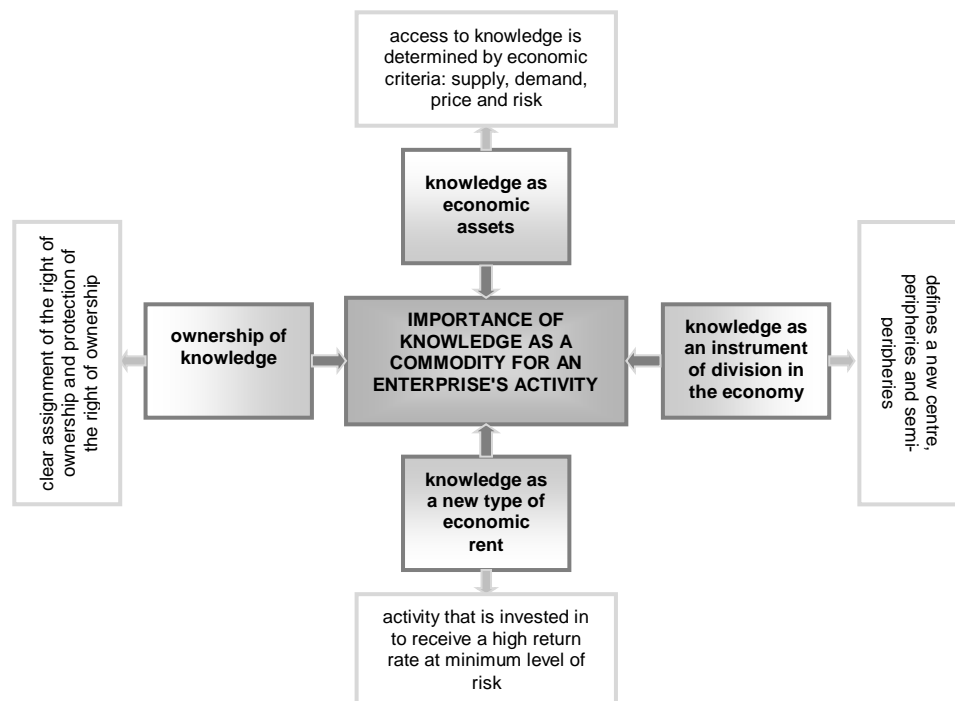 access to knowledge is
determined by economic
criteria: supply, demand,
price and risk
knowledge as
economic
assets
clear assignment of the right of
ownership and protection of
the right of ownership
ownership of
knowledge
IMPORTANCE OF
KNOWLEDGE AS A
COMMODITY FOR AN
ENTERPRISE'S ACTIVITY
knowledge as
an instrument
of division in
the economy
defines a new centre,
peripheries and semi-
peripheries
knowledge as
a new type of
economic
rent
activity that is invested in
to receive a high return
rate at minimum level of
risk